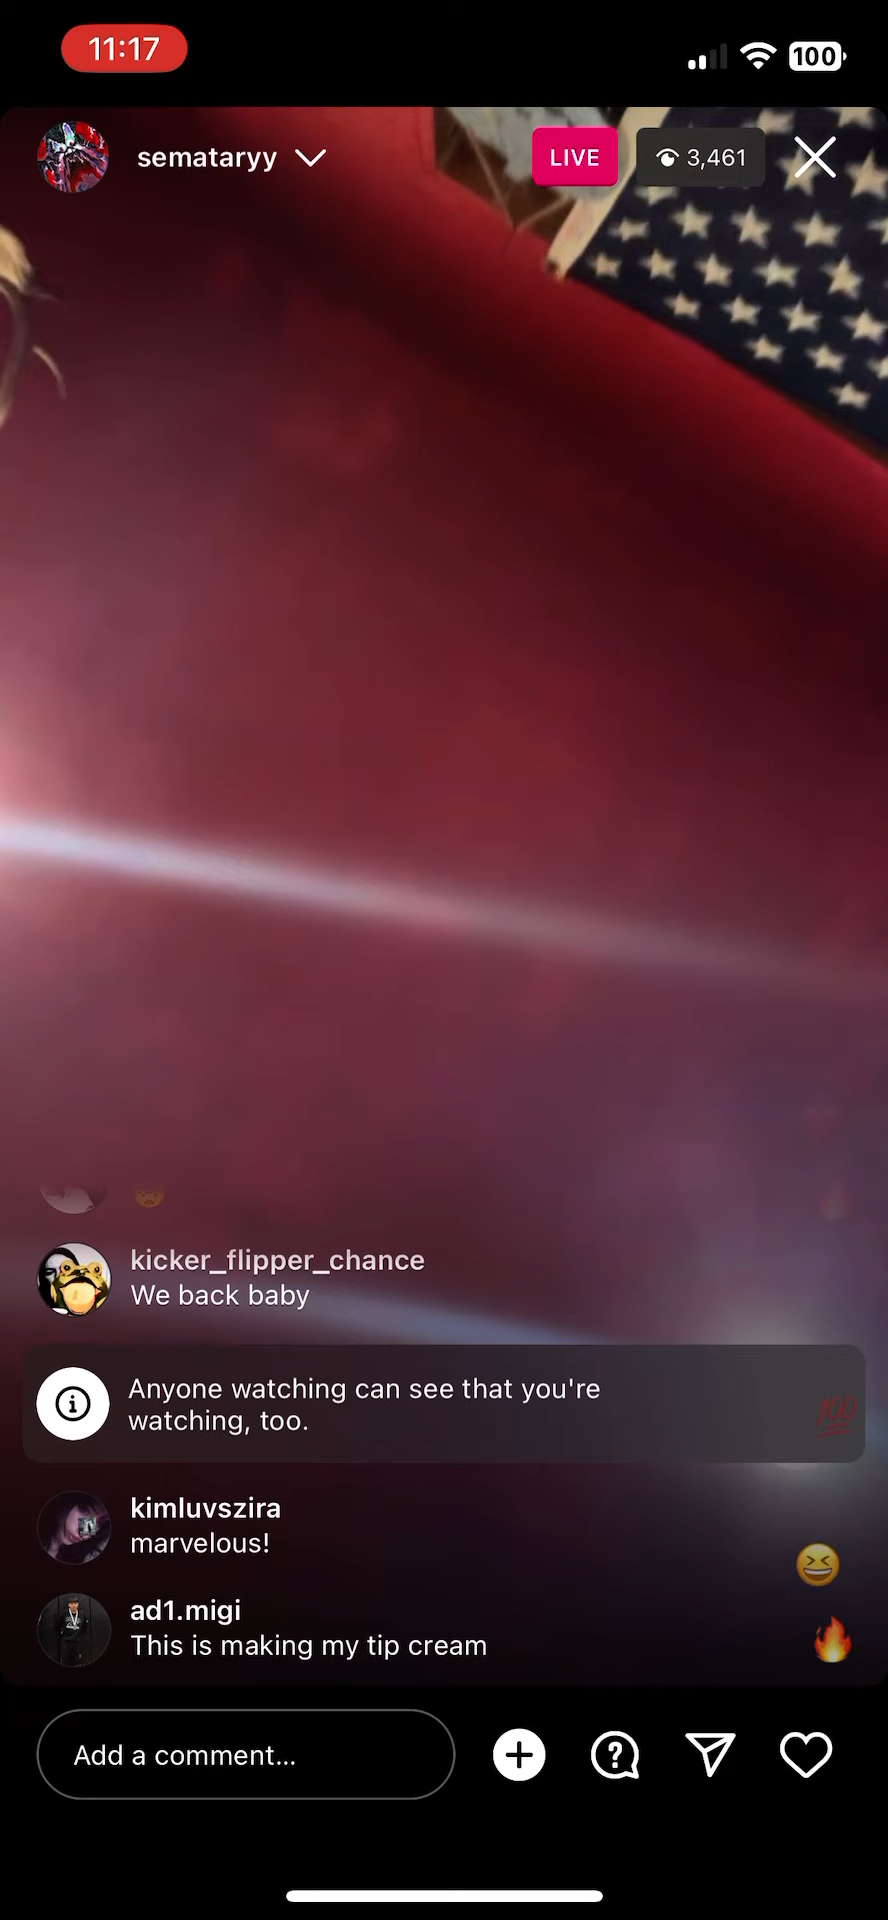 11:17
100
semataryy
LIVE
3,461
kicker_flipper_chance
We back baby
Anyone watching can see that you're
watching, too.
100
kimluvszira
marvelous!
ad1.migi
This is making my tip cream
Add a comment...